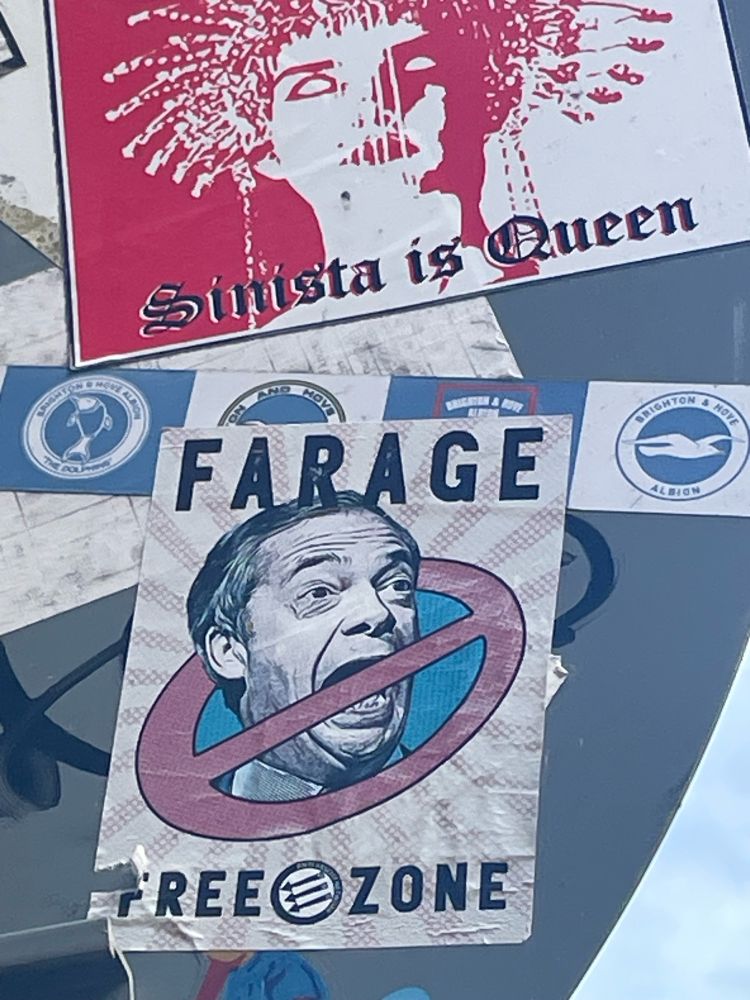 Sinista is Queen
BRIGHTON & HOVE ALBION
"THE DOLPHINS"
ON AND HOVE
BRIGHTON & HOVE
ALBION
BRIGHTON & HOVE
ALBION
FARAGE
FREE ZONE